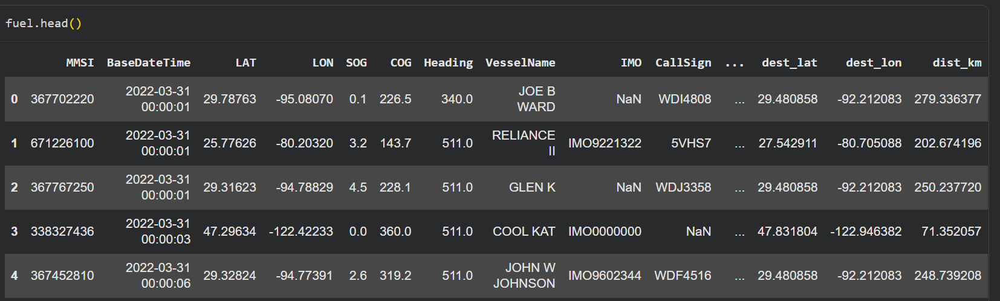 fuel.head()
MMSI BaseDateTime LAT LON SOG COG Heading VesselName IMO CallSign ... dest_lat dest_lon dist_km
0 367702220 2022-03-31 00:00:01 29.78763 -95.08070 0.1 226.5 340.0 JOE B WARD NaN WDI4808 ... 29.480858 -92.212083 279.336377
1 671226100 2022-03-31 00:00:01 25.77626 -80.20320 3.2 143.7 511.0 RELIANCE II IMO9221322 5VHS7 ... 27.542911 -80.705088 202.674196
2 367767250 2022-03-31 00:00:01 29.31623 -94.78829 4.5 228.1 511.0 GLEN K NaN WDJ3358 ... 29.480858 -92.212083 250.237720
3 338327436 2022-03-31 00:00:03 47.29634 -122.42233 0.0 360.0 511.0 COOL KAT IMO0000000 NaN ... 47.831804 -122.946382 71.352057
4 367452810 2022-03-31 00:00:06 29.32824 -94.77391 2.6 319.2 511.0 JOHN W JOHNSON IMO9602344 WDF4516 ... 29.480858 -92.212083 248.739208